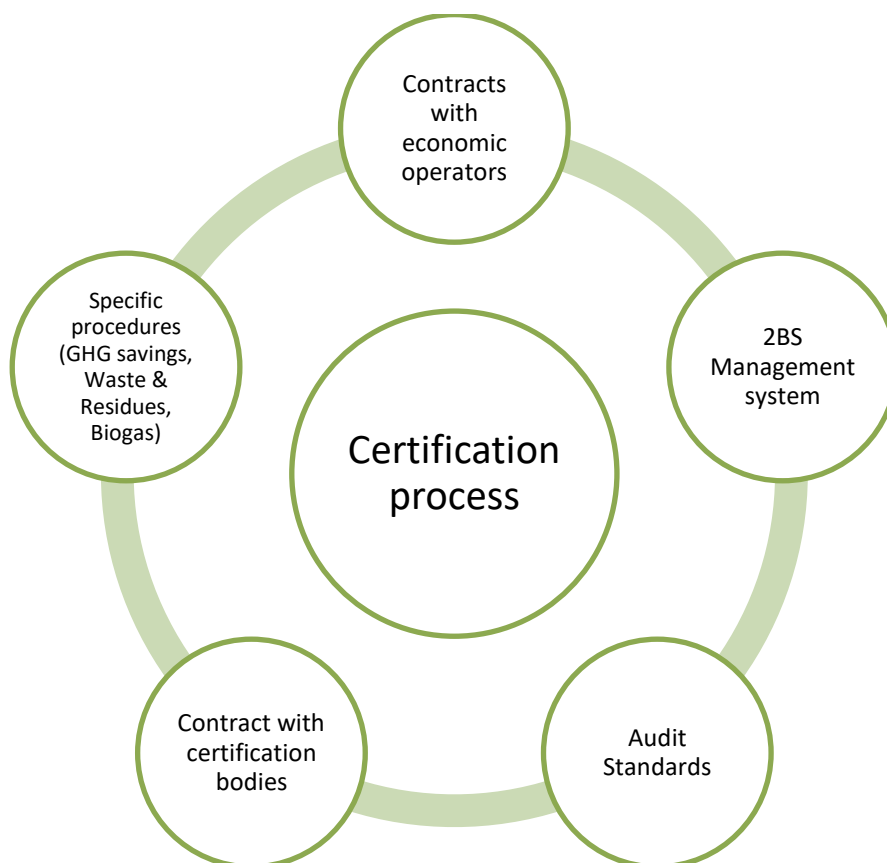 Contracts
with
economic
operators
2BS
Management
system
Audit
Standards
Contract with
certification
bodies
Specific
procedures
(GHG savings,
Waste &
Residues,
Biogas)
Certification
process